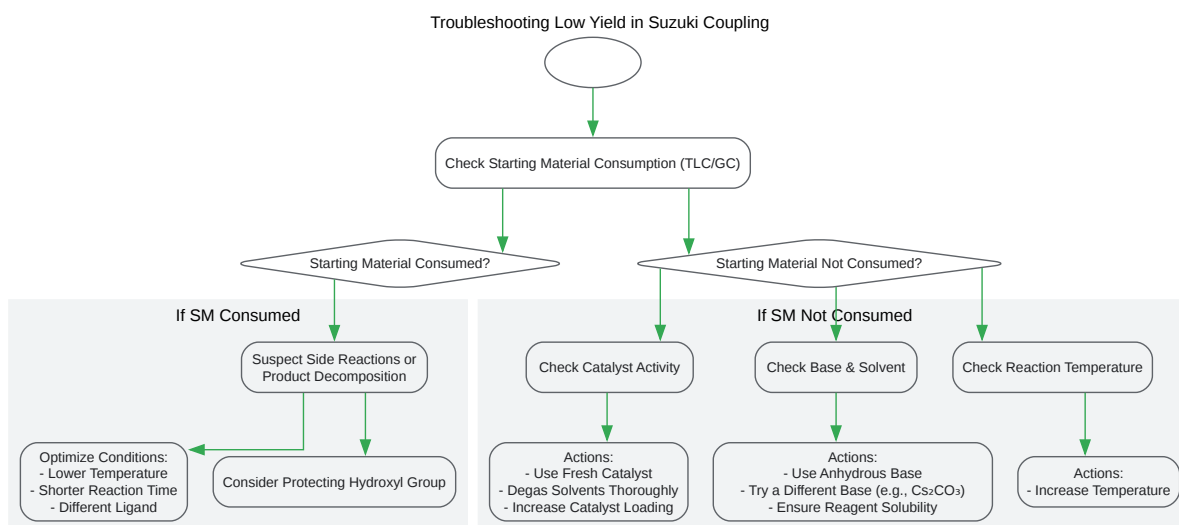 Troubleshooting Low Yield in Suzuki Coupling
Check Starting Material Consumption (TLC/GC)
Starting Material Consumed?
Starting Material Not Consumed?
If SM Consumed
If SM Not Consumed
Suspect Side Reactions or
Product Decomposition
Check Catalyst Activity
Check Base & Solvent
Check Reaction Temperature
Optimize Conditions:
- Lower Temperature
- Shorter Reaction Time
- Different Ligand
Consider Protecting Hydroxyl Group
Actions:
- Use Fresh Catalyst
- Degas Solvents Thoroughly
- Increase Catalyst Loading
Actions:
- Use Anhydrous Base
- Try a Different Base (e.g., Cs₂CO₃)
- Ensure Reagent Solubility
Actions:
- Increase Temperature